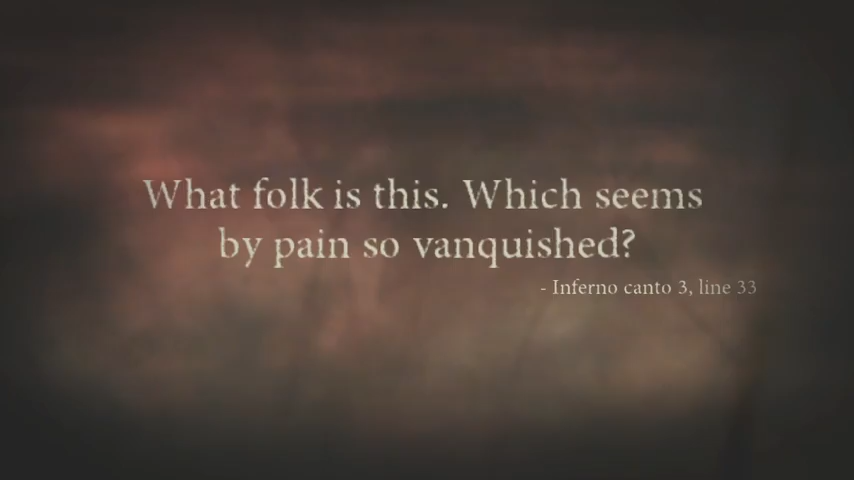 What folk is this. Which seems
by pain so vanquished?
- Inferno canto 3, line 33